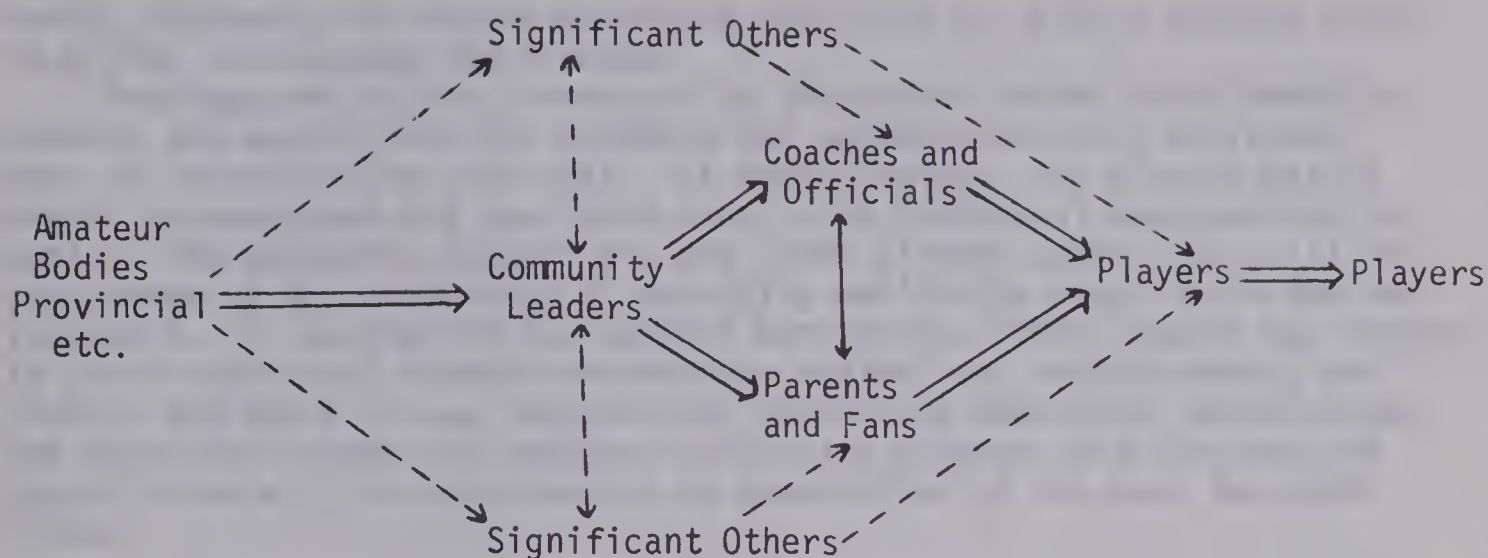 Significant Others
Coaches and
Officials
Amateur
Bodies
Provincial
etc.
Community
Leaders
Players
Players
Parents
and Fans
Significant Others